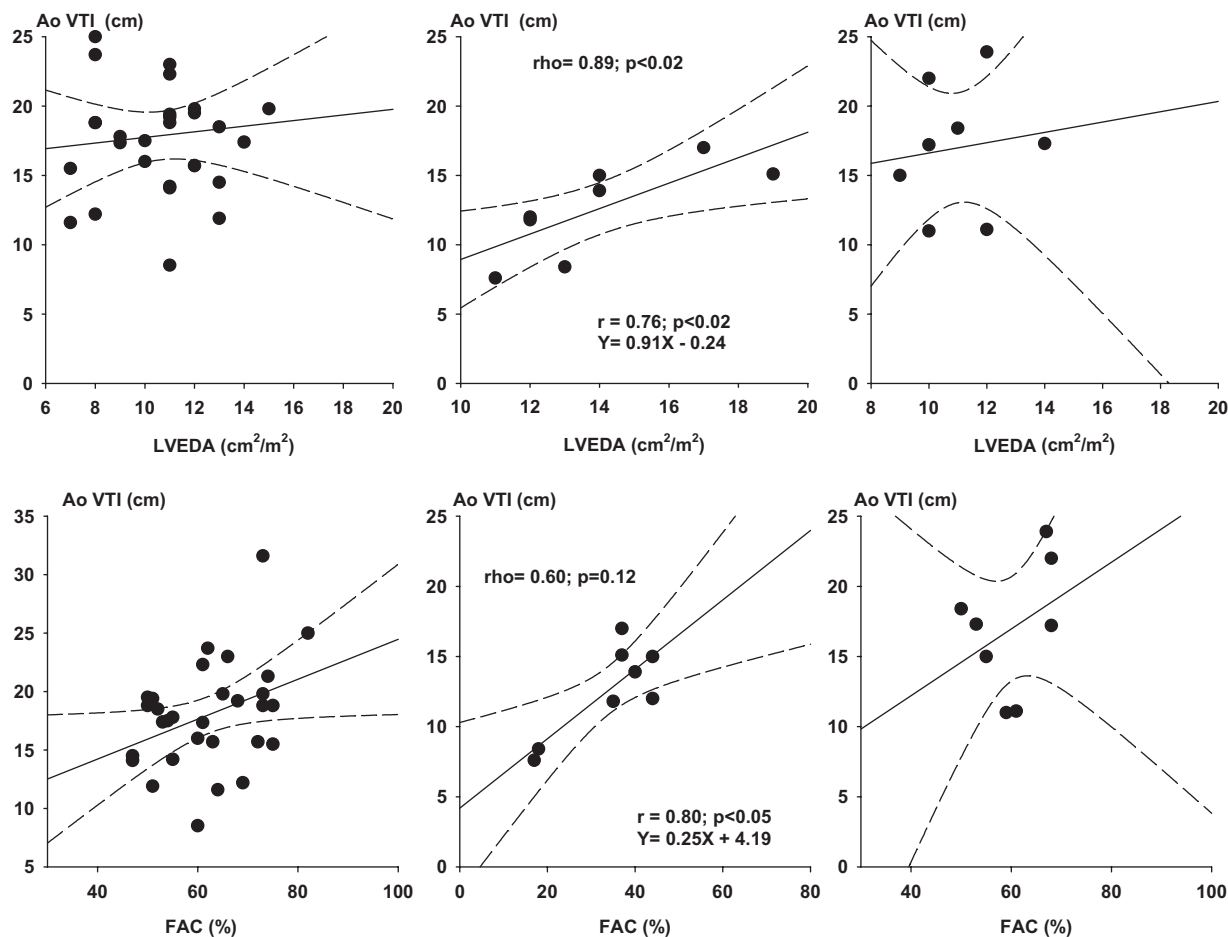 Ao VTI (cm)
25
20
15
10
5
0
6 8 10 12 14 16 18 20
LVEDA (cm²/m²)
Ao VTI (cm)
25
20
15
10
5
0
rho= 0.89; p<0.02
r = 0.76; p<0.02
Y= 0.91X - 0.24
10 12 14 16 18 20
LVEDA (cm²/m²)
Ao VTI (cm)
25
20
15
10
5
0
8 10 12 14 16 18 20
LVEDA (cm²/m²)
Ao VTI (cm)
35
30
25
20
15
10
5
40 60 80 100
FAC (%)
Ao VTI (cm)
25
20
15
10
5
0
rho= 0.60; p=0.12
r = 0.80; p<0.05
Y= 0.25X + 4.19
0 20 40 60 80
FAC (%)
Ao VTI (cm)
25
20
15
10
5
0
40 60 80 100
FAC (%)